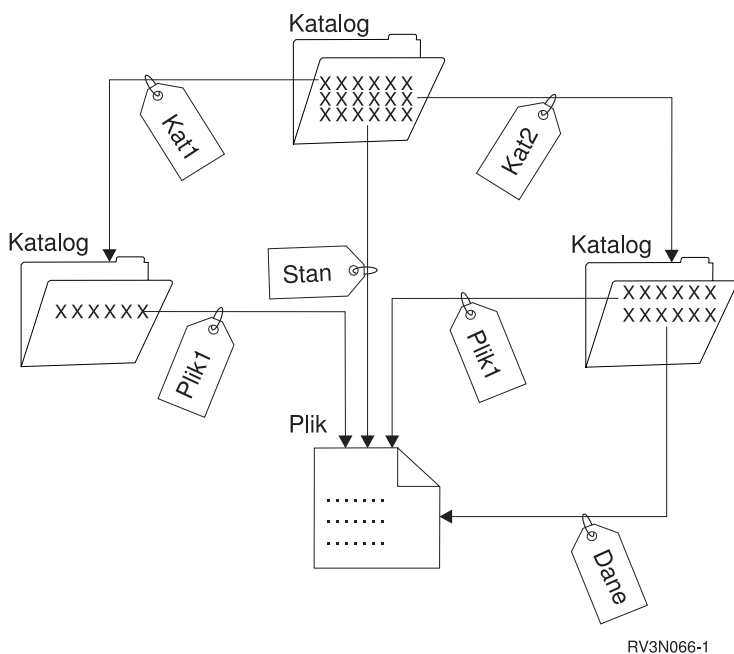 Katalog
X X X X X X
X X X X X X
X X X X X X
Kat1
Kat2
Katalog
X X X X X X
Stan
Katalog
X X X X X X
X X X X X X
Plik1
Plik1
Plik
Dane
RV3N066-1